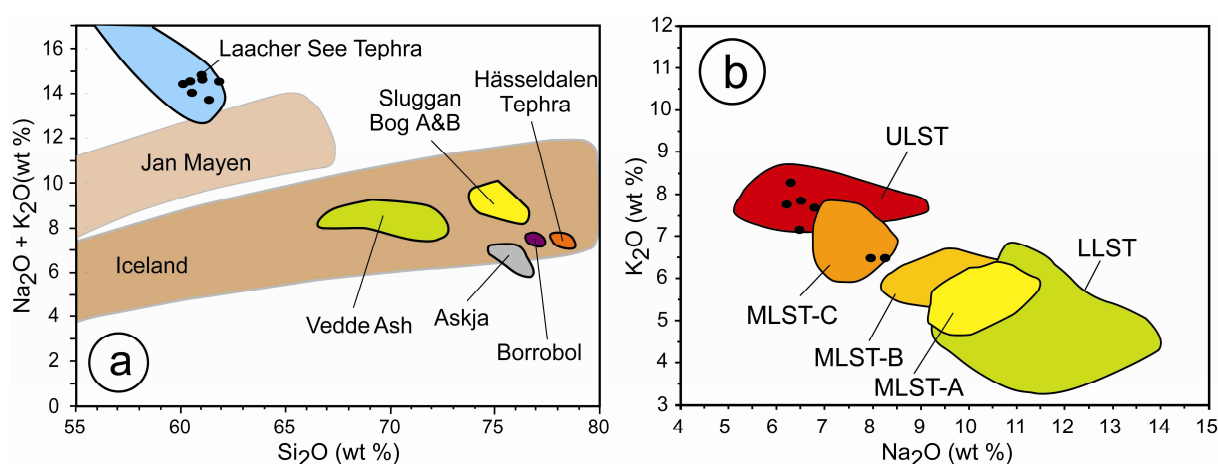 a
Na2O + K2O(wt %)
16
14
12
10
8
6
4
2
0
55
60
65
70
75
80
Si2O (wt %)
Laacher See Tephra
Jan Mayen
Iceland
Sluggan
Bog A&B
Hässeldalen
Tephra
Vedde Ash
Askja
Borrobol
b
K2O (wt %)
12
11
10
9
8
7
6
5
4
3
4
5
6
7
8
9
10
11
12
13
14
15
Na2O (wt %)
ULST
LLST
MLST-C
MLST-B
MLST-A